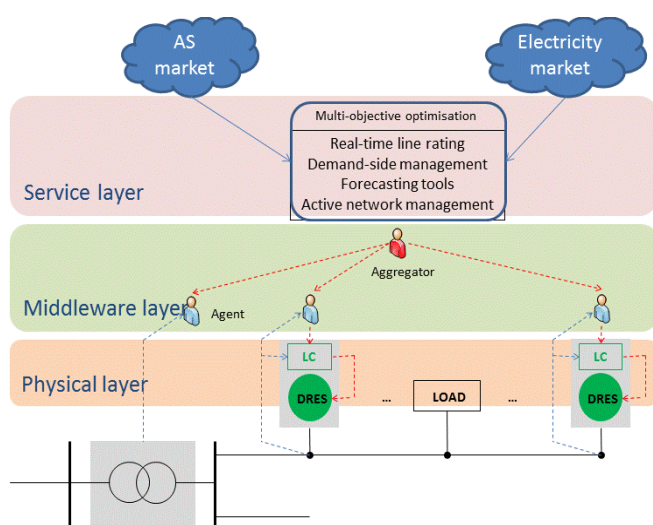 AS
market
Electricity
market
Multi-objective optimisation
Real-time line rating
Demand-side management
Forecasting tools
Active network management
Service layer
Aggregator
Middleware layer
Agent
LC
LC
Physical layer
DRES
...
LOAD
...
DRES